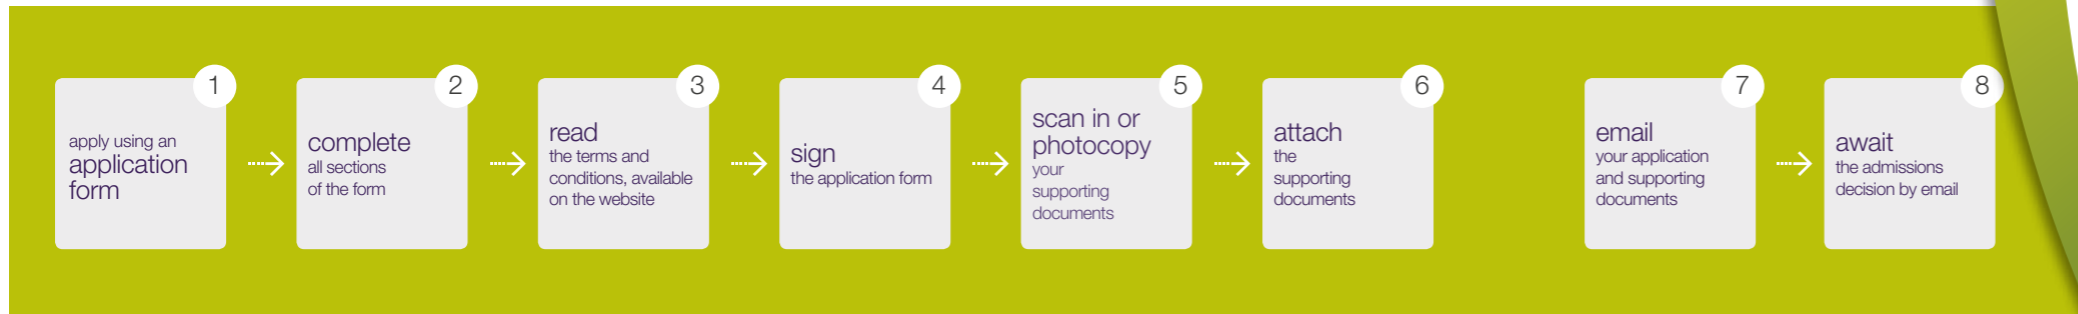 1
apply using an
application
form
2
complete
all sections
of the form
3
read
the terms and
conditions, available
on the website
4
sign
the application form
5
scan in or
photocopy
your
supporting
documents
6
attach
the
supporting
documents
7
email
your application
and supporting
documents
8
await
the admissions
decision by email